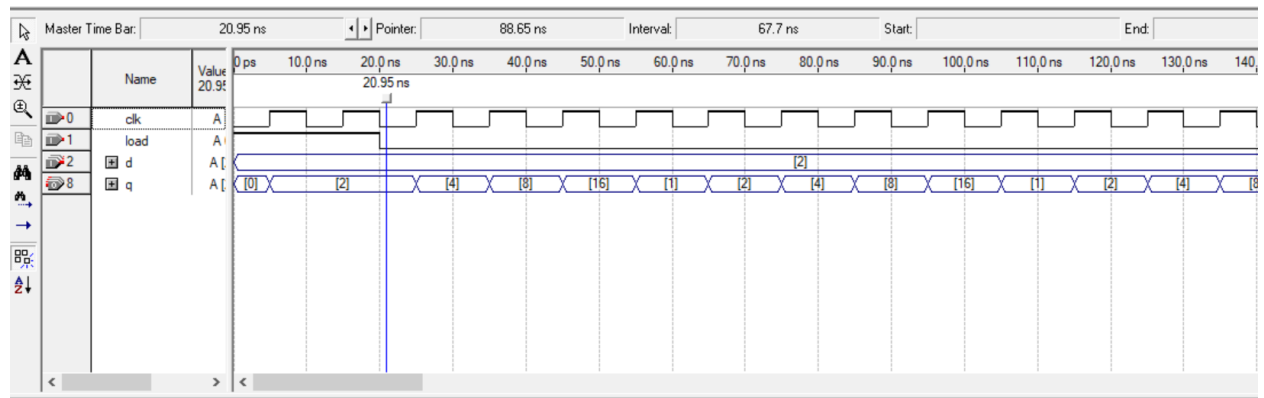 Master Time Bar: 20.95 ns Pointer: 88.65 ns Interval: 67.7 ns Start: End:
Name Value 20.95
0 ps 10.0 ns 20.0 ns 30.0 ns 40.0 ns 50.0 ns 60.0 ns 70.0 ns 80.0 ns 90.0 ns 100.0 ns 110.0 ns 120.0 ns 130.0 ns 140.
20.95 ns
0 clk A
1 load A
2 d A [ [2]
8 q A [ [0] [2] [4] [8] [16] [1] [2] [4] [8] [16] [1] [2] [4] [8